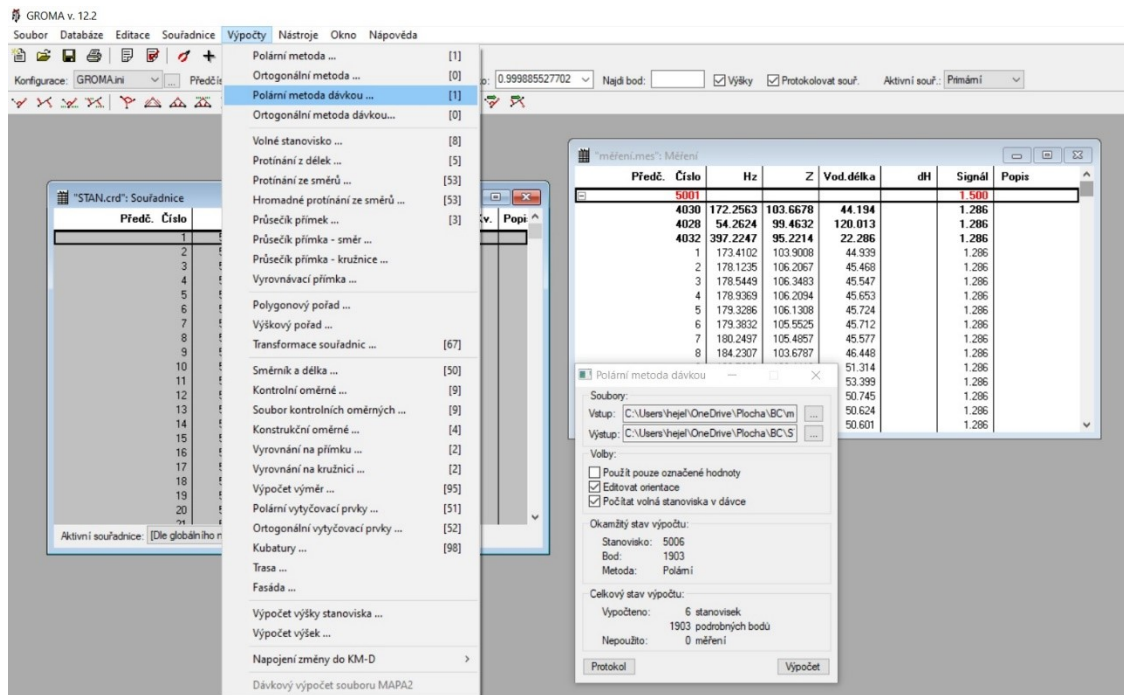 GROMA v. 12.2
Soubor Databáze Editace Souřadnice Výpočty Nástroje Okno Nápověda
Konfigurace: GROMA.ini ... 0.999885527702 Najdi bod: Výšky Protokolovat souř. Aktivní souř.: Primární
Polární metoda ... [1]
Ortogonální metoda ... [0]
Polární metoda dávkou ... [1]
Ortogonální metoda dávkou... [0]
Volné stanovisko ... [8]
Protínání z délek ... [5]
Protínání ze směrů ... [53]
Hromadné protínání ze směrů ... [53]
Průsečík přímek ... [3]
Průsečík přímka - směr ...
Průsečík přímka - kružnice ...
Vyrovnávací přímka ...
Polygonový pořad ...
Výškový pořad ...
Transformace souřadnic ... [67]
Směrník a délka ... [50]
Kontrolní oměrné ... [9]
Soubor kontrolních oměrných ... [9]
Konstrukční oměrné ... [4]
Vyrovnání na přímku ... [2]
Vyrovnání na kružnici ... [2]
Výpočet výměr ... [95]
Polární vytyčovací prvky ... [51]
Ortogonální vytyčovací prvky ... [52]
Kubatury ... [98]
Trasa ...
Fasáda ...
Výpočet výšky stanoviska ...
Výpočet výšek ...
Napojení změny do KM-D
Dávkový výpočet souboru MAPA2
"STAN.crd": Souřadnice
Předč. Číslo
1
2
3
4
5
6
7
8
9
10
11
12
13
14
15
16
17
18
19
20
21
Aktivní souřadnice: [Dle globálního
"měření.mes": Měření
Předč. Číslo Hz Z Vod.délka dH Signál Popis
5001 1.500
4030 172.2563 103.6678 44.194 1.286
4028 54.2624 99.4632 120.013 1.286
4032 397.2247 95.2214 22.286 1.286
1 173.4102 103.9008 44.939 1.286
2 178.1235 106.2067 45.468 1.286
3 178.5449 106.3483 45.547 1.286
4 178.9369 106.2094 45.653 1.286
5 179.3286 106.1308 45.724 1.286
6 179.3832 105.5525 45.712 1.286
7 180.2497 105.4857 45.577 1.286
8 184.2307 103.6787 46.448 1.286
51.314 1.286
53.399 1.286
50.745 1.286
50.624 1.286
50.601 1.286
Polární metoda dávkou
Soubory:
Vstup: C:\Users\hejel\OneDrive\Plocha\BC\m ...
Výstup: C:\Users\hejel\OneDrive\Plocha\BC\S ...
Volby:
Použít pouze označené hodnoty
Editovat orientace
Počítat volná stanoviska v dávce
Okamžitý stav výpočtu:
Stanovisko: 5006
Bod: 1903
Metoda: Polární
Celkový stav výpočtu:
Vypočteno: 6 stanovisek
1903 podrobných bodů
Nepoužito: 0 měření
Protokol Výpočet